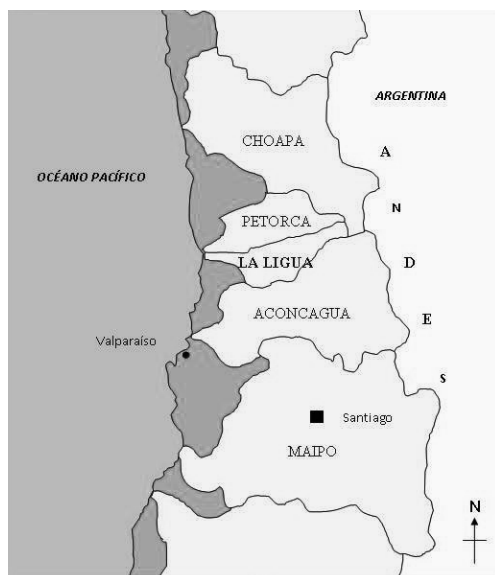 ARGENTINA
CHOAPA
A
OCÉANO PACÍFICO
N
PETORCA
LA LIGUA
D
ACONCAGUA
E
Valparaíso
S
Santiago
MAIPO
N